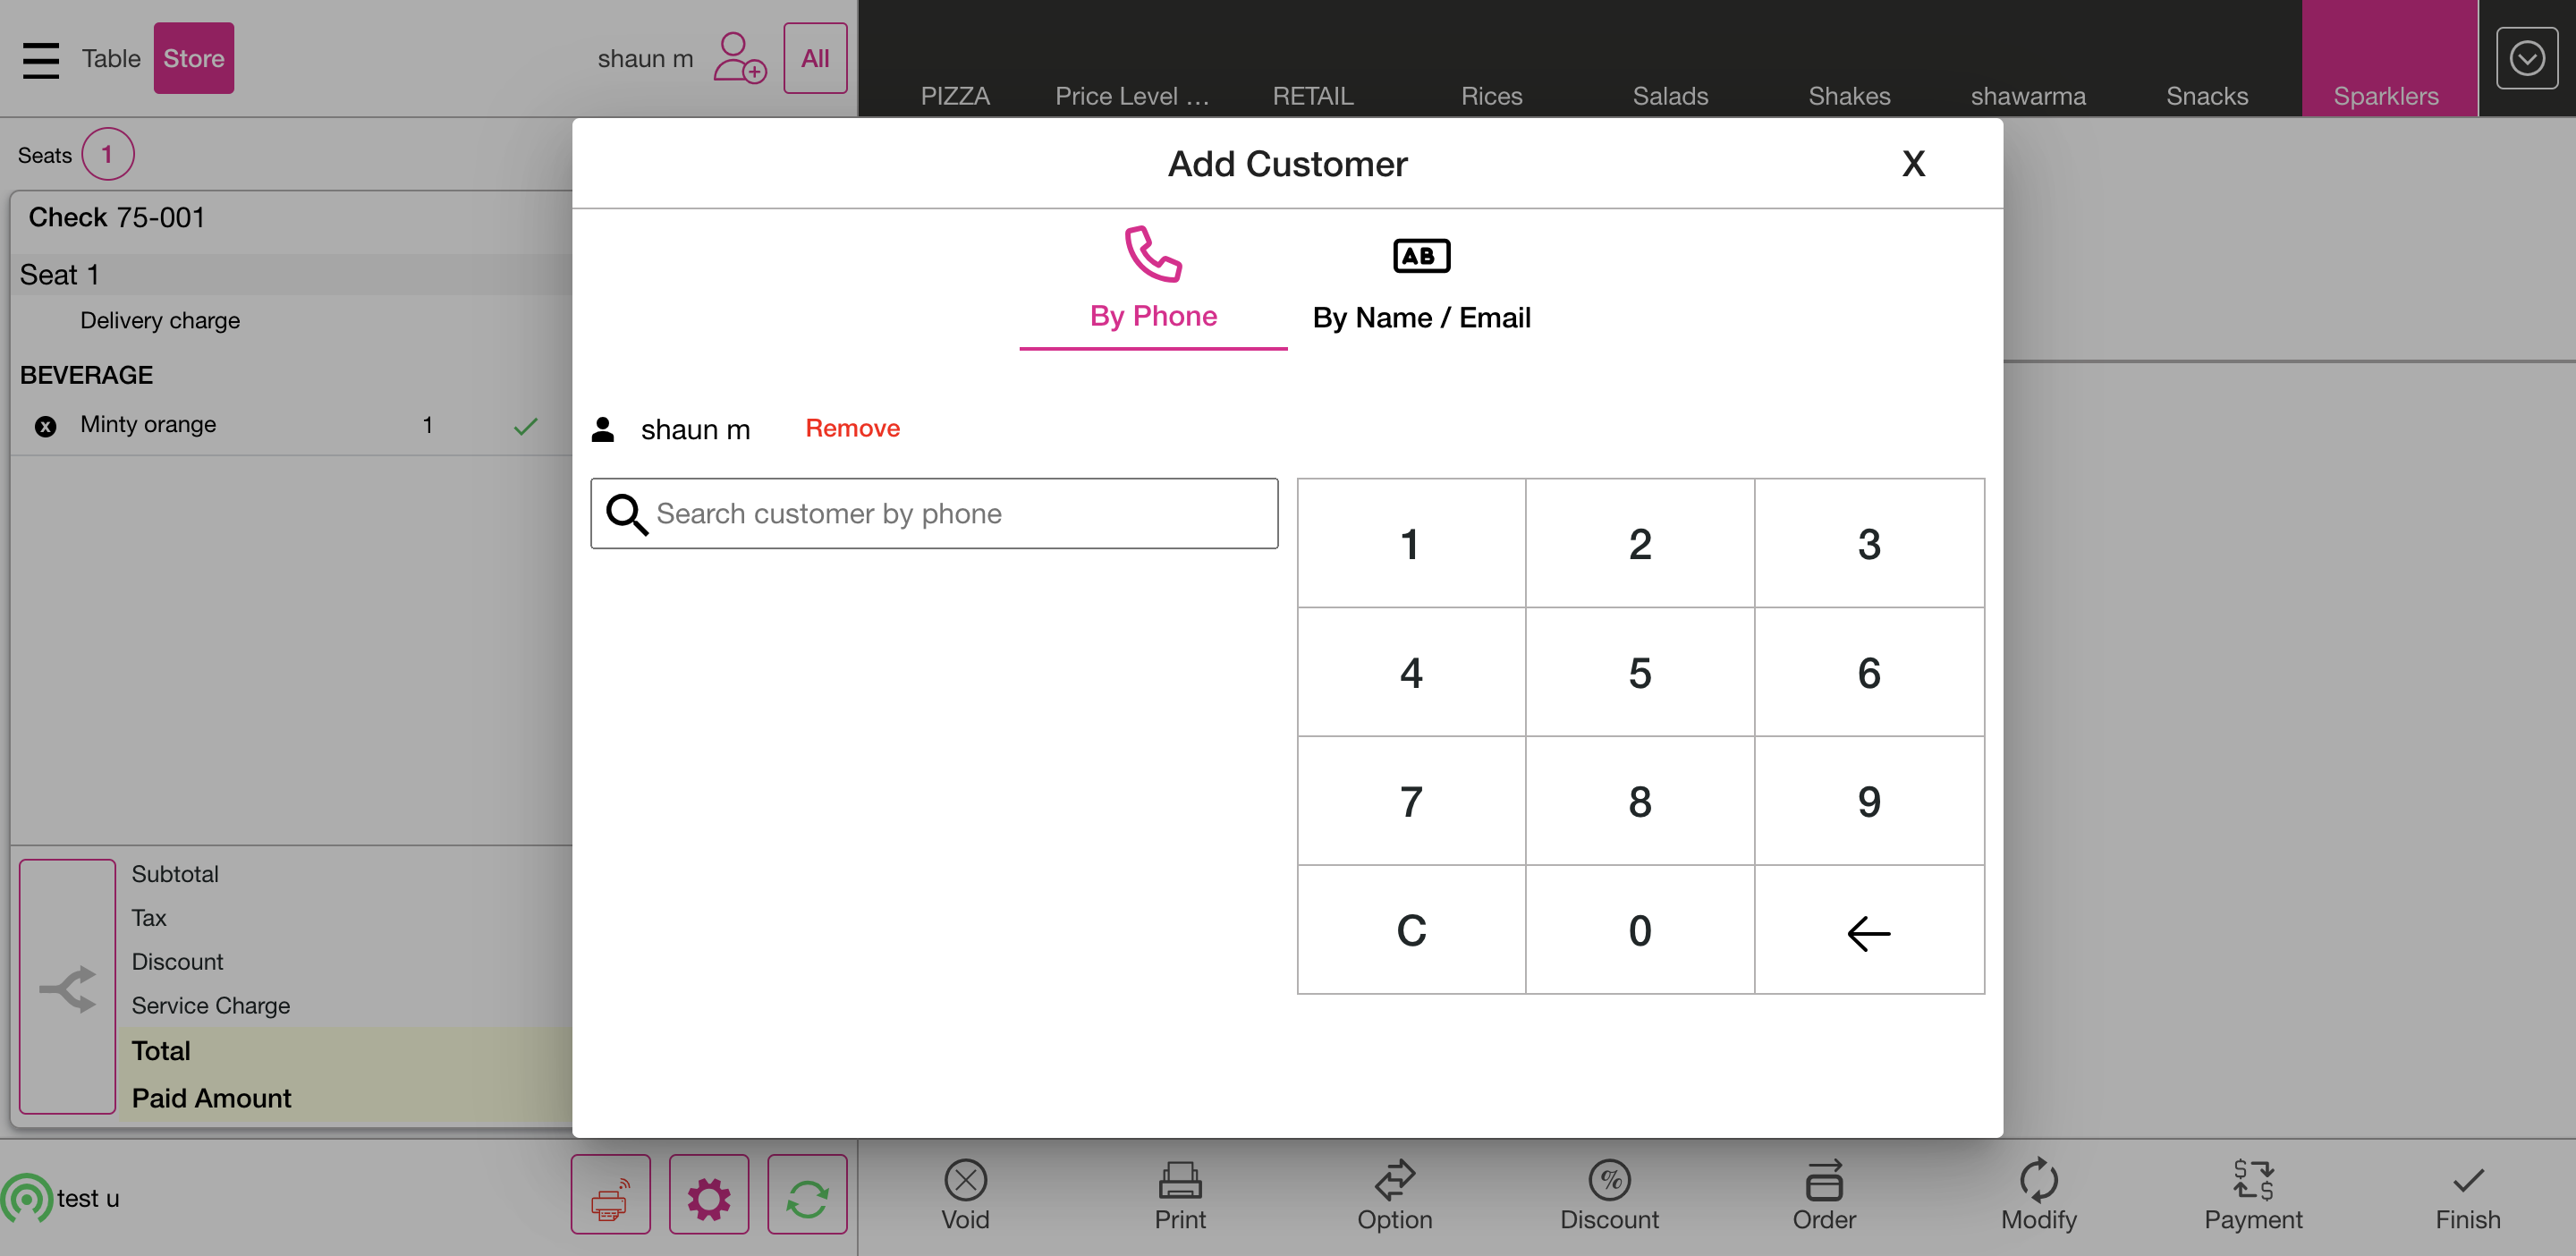 Table Store shaun m All
PIZZA Price Level ... RETAIL Rices Salads Shakes shawarma Snacks Sparklers
Seats 1
Check 75-001
Seat 1
Delivery charge
BEVERAGE
x Minty orange 1
Subtotal
Tax
Discount
Service Charge
Total
Paid Amount
Add Customer X
AB
By Phone By Name / Email
shaun m Remove
Search customer by phone
1 2 3
4 5 6
7 8 9
C 0
test u
% $ $
Void Print Option Discount Order Modify Payment Finish